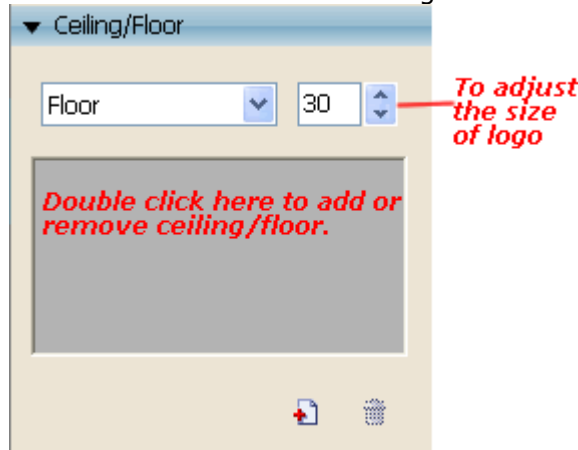 Ceiling/Floor
Floor
30
To adjust
the size
of logo
Double click here to add or
remove ceiling/floor.